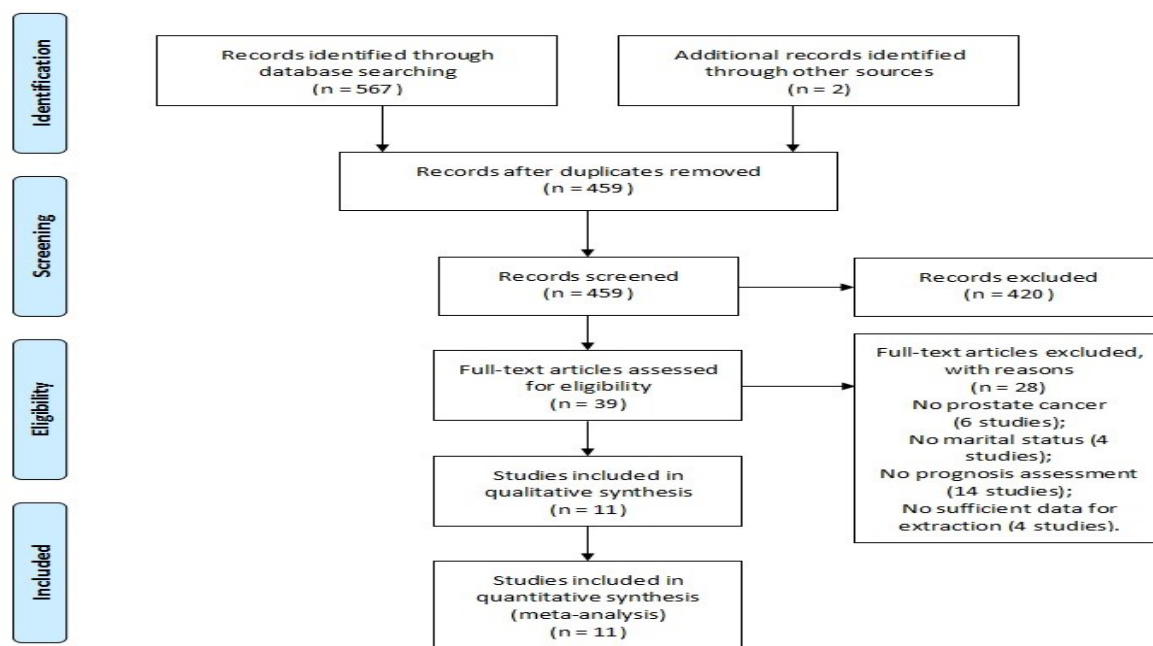 Identification
Records identified through
database searching
(n = 567)
Additional records identified
through other sources
(n = 2)
Records after duplicates removed
(n = 459)
Screening
Records screened
(n = 459)
Records excluded
(n = 420)
Eligibility
Full-text articles assessed
for eligibility
(n = 39)
Full-text articles excluded,
with reasons
(n = 28)
No prostate cancer
(6 studies);
No marital status (4
studies);
No prognosis assessment
(14 studies);
No sufficient data for
extraction (4 studies).
Studies included in
qualitative synthesis
(n = 11)
Included
Studies included in
quantitative synthesis
(meta-analysis)
(n = 11)